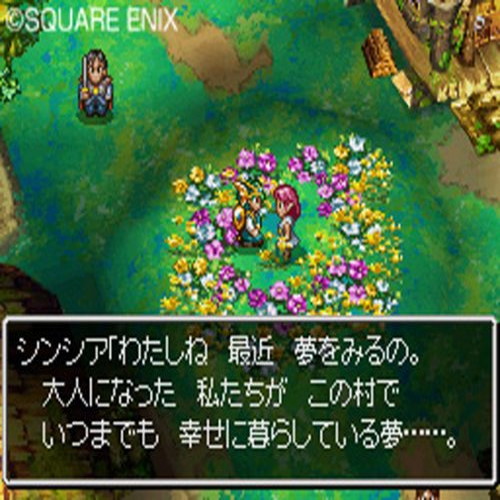 ©SQUARE ENIX
シンシア「わたしね 最近 夢をみるの。
大人になった 私たちが この村で
いつまでも 幸せに暮らしている夢……。